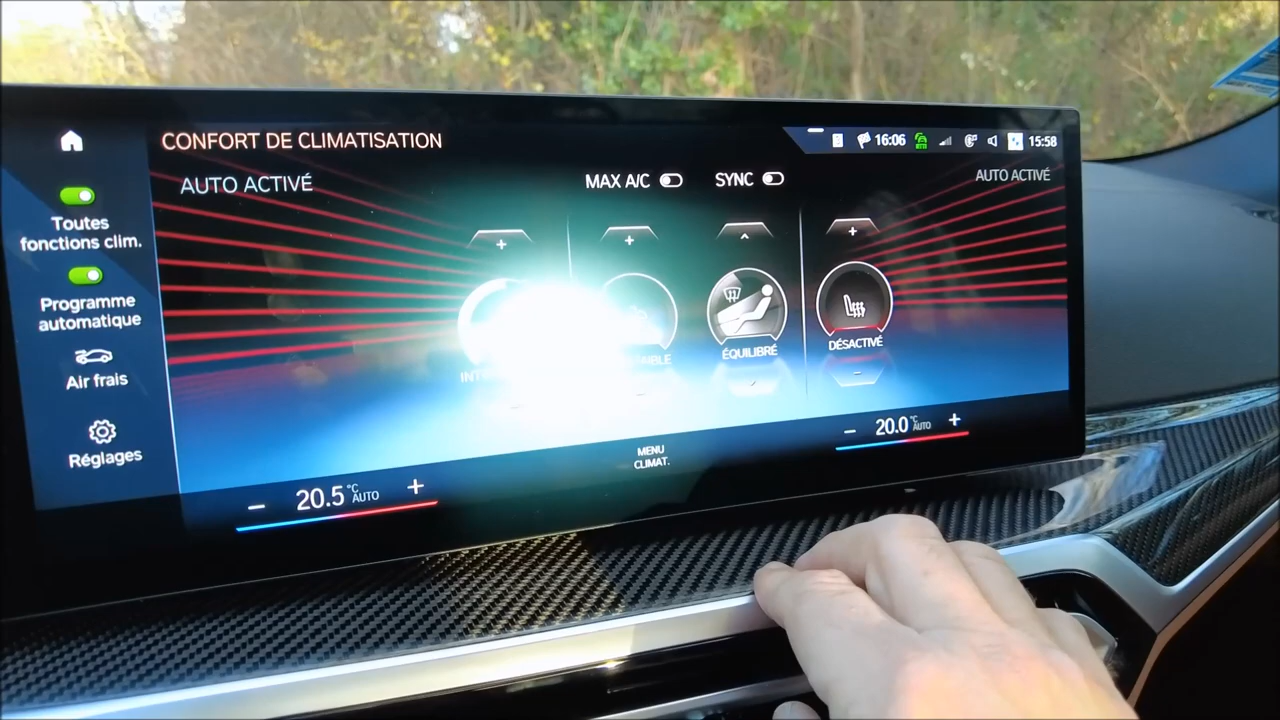 CONFORT DE CLIMATISATION
16:06
15:58
AUTO ACTIVÉ
MAX A/C
SYNC
AUTO ACTIVÉ
Toutes
fonctions clim.
Programme
automatique
Air frais
Réglages
ÉQUILIBRÉ
DÉSACTIVÉ
MENU
CLIMAT.
− 20.5 °C AUTO +
− 20.0 °C AUTO +